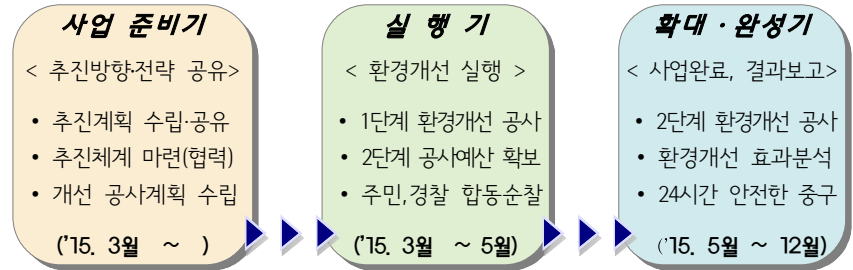 사업 준비기
< 추진방향·전략 공유>
• 추진계획 수립·공유
• 추진체계 마련(협력)
• 개선 공사계획 수립
('15. 3월 ~ )
실 행 기
< 환경개선 실행 >
• 1단계 환경개선 공사
• 2단계 공사예산 확보
• 주민,경찰 합동순찰
('15. 3월 ~ 5월)
확대 · 완성기
< 사업완료, 결과보고>
• 2단계 환경개선 공사
• 환경개선 효과분석
• 24시간 안전한 중구
('15. 5월 ~ 12월)